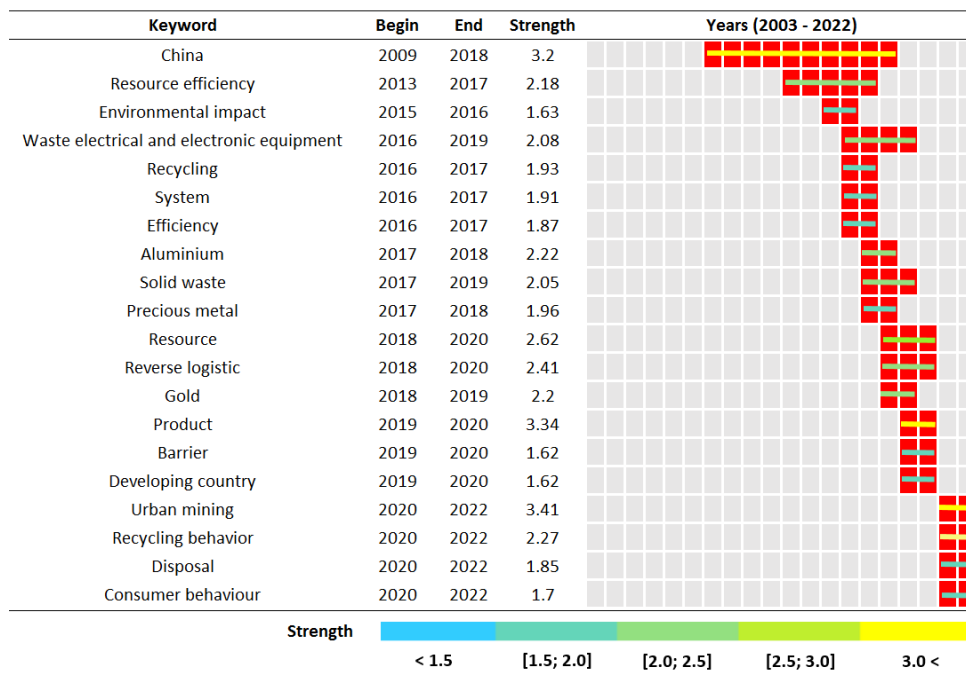 Keyword Begin End Strength Years (2003 - 2022)
China 2009 2018 3.2
Resource efficiency 2013 2017 2.18
Environmental impact 2015 2016 1.63
Waste electrical and electronic equipment 2016 2019 2.08
Recycling 2016 2017 1.93
System 2016 2017 1.91
Efficiency 2016 2017 1.87
Aluminium 2017 2018 2.22
Solid waste 2017 2019 2.05
Precious metal 2017 2018 1.96
Resource 2018 2020 2.62
Reverse logistic 2018 2020 2.41
Gold 2018 2019 2.2
Product 2019 2020 3.34
Barrier 2019 2020 1.62
Developing country 2019 2020 1.62
Urban mining 2020 2022 3.41
Recycling behavior 2020 2022 2.27
Disposal 2020 2022 1.85
Consumer behaviour 2020 2022 1.7
Strength
< 1.5 [1.5; 2.0] [2.0; 2.5] [2.5; 3.0] 3.0 <